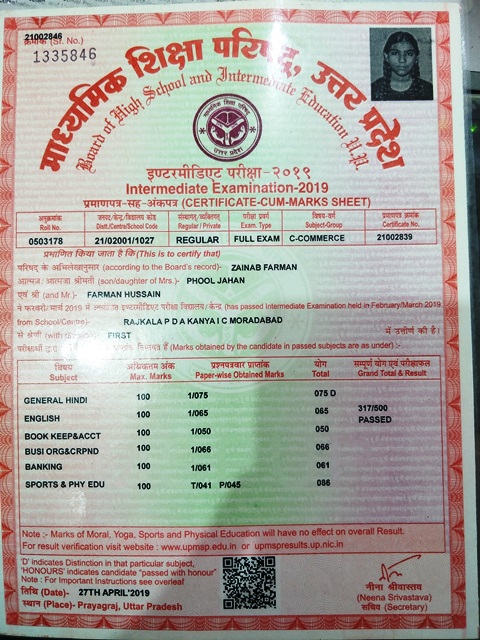 21002846
क्रमांक (Sr. No.)
1335846
माध्यमिक शिक्षा परिषद्, उत्तर प्रदेश
Board of High School and Intermediate Education U.P.
इण्टरमीडिएट परीक्षा-२०१९
Intermediate Examination-2019
प्रमाणपत्र-सह-अंकपत्र (CERTIFICATE-CUM-MARKS SHEET)
अनुक्रमांक जनपद/केन्द्र/विद्यालय कोड संस्थागत/व्यक्तिगत परीक्षा प्रकार विषय-वर्ग प्रमाणपत्र क्रमांक
Roll No. Distt./Centre/School Code Regular / Private Exam. Type Subject-Group Certificate No.
0503178 21/02001/1027 REGULAR FULL EXAM C-COMMERCE 21002839
प्रमाणित किया जाता है कि (This is to certify that)
परिषद् के अभिलेखानुसार (according to the Board's record)- ZAINAB FARMAN
आत्मज/आत्मजा श्रीमती (son/daughter of Mrs.)- PHOOL JAHAN
एवं श्री (and Mr.)- FARMAN HUSSAIN
ने फरवरी/मार्च 2019 में विद्यालय/केन्द्र (has passed Intermediate Examination held in February/March 2019
from School/Centre)- RAJKALA P D A KANYA I C MORADABAD
से श्रेणी (with FIRST में उत्तीर्ण की है।
परीक्षार्थी (Marks obtained by the candidate in passed subjects are as under) :-
विषय अधिकतम अंक प्रश्नपत्रवार प्राप्तांक योग सम्पूर्ण योग एवं परीक्षाफल
Subject Max. Marks Paper-wise Obtained Marks Total Grand Total & Result
GENERAL HINDI 100 1/075 075 D
ENGLISH 100 1/065 065 317/500
PASSED
BOOK KEEP&ACCT 100 1/050 050
BUSI ORG&CRPND 100 1/066 066
BANKING 100 1/061 061
SPORTS & PHY EDU 100 T/041 P/045 086
Note :- Marks of Moral, Yoga, Sports and Physical Education will have no effect on overall Result.
For result verification visit website : www.upmsp.edu.in or upmspresults.up.nic.in
'D' indicates Distinction in that particular subject,
'HONOURS' indicates candidate "passed with honour"
Note : For Important Instructions see overleaf
तिथि (Date)- 27TH APRIL'2019
स्थान (Place)- Prayagraj, Uttar Pradesh
नीना श्रीवास्तव
(Neena Srivastava)
सचिव (Secretary)